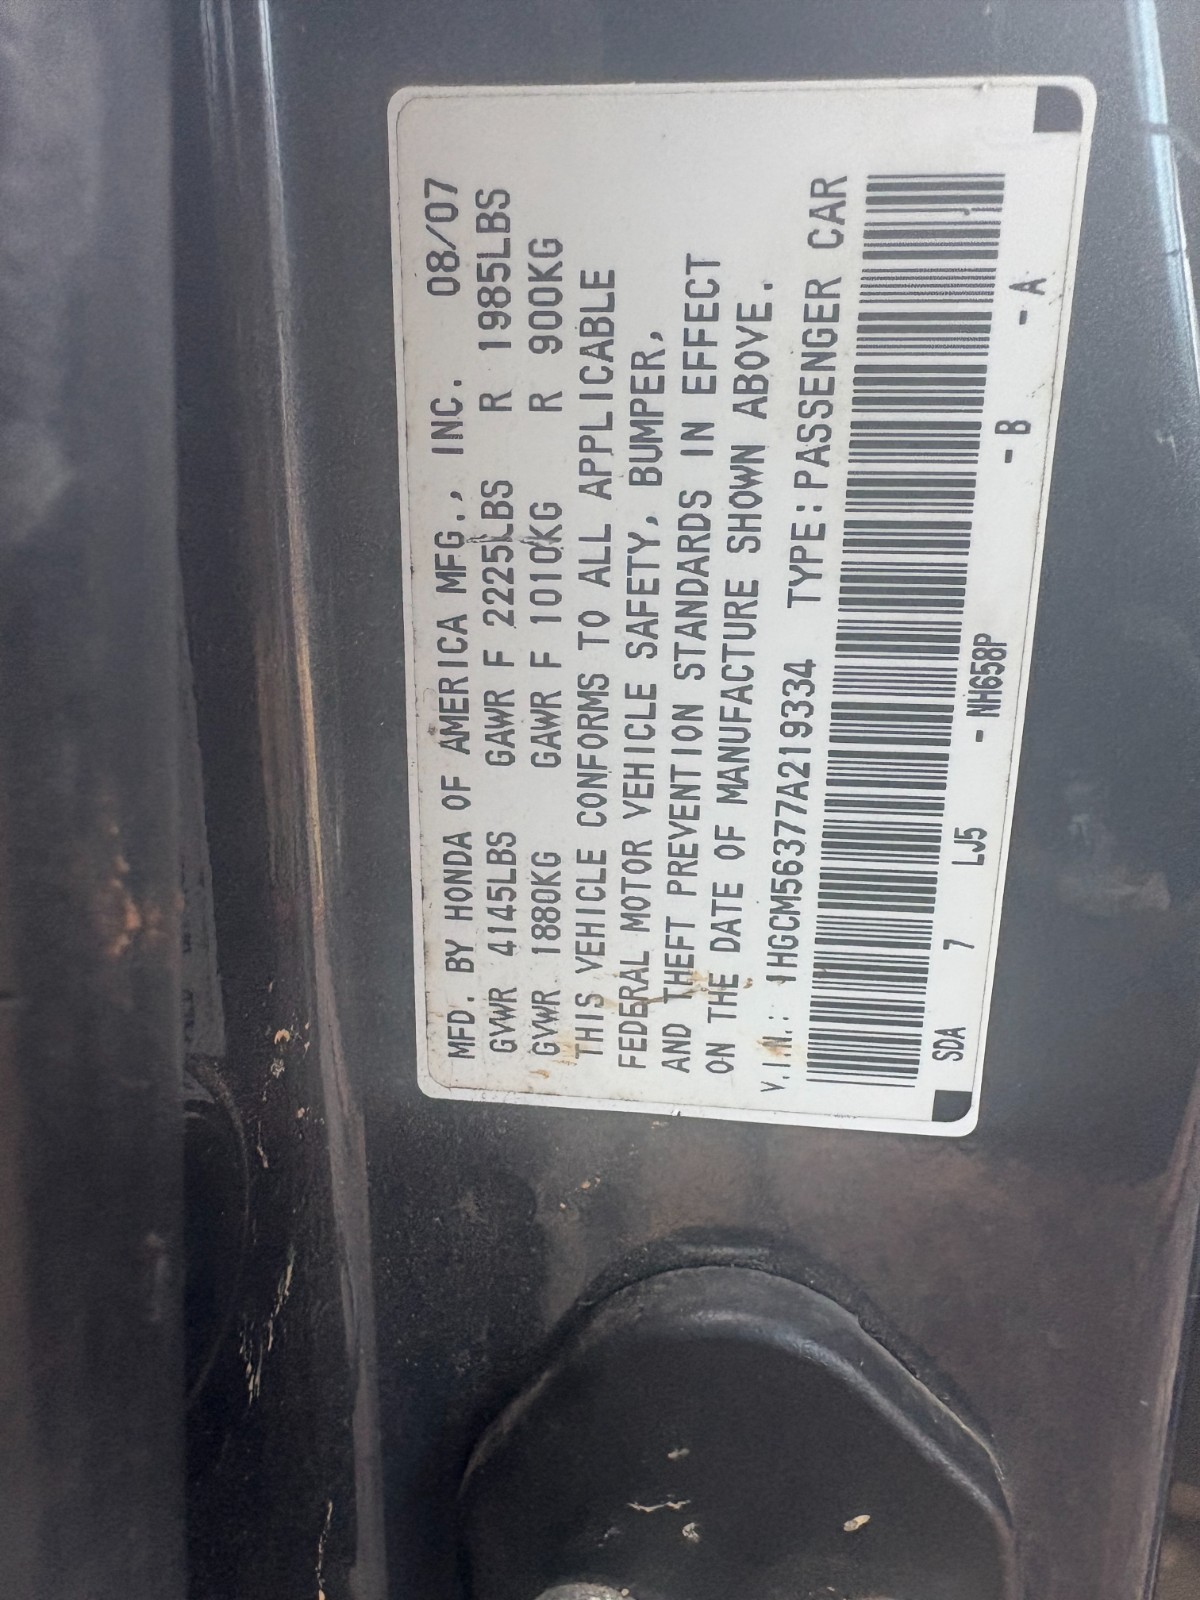 MFD. BY HONDA OF AMERICA MFG., INC. 08/07
GVWR 4145LBS GAWR F 2225LBS R 1985LBS
GVWR 1880KG GAWR F 1010KG R 900KG
THIS VEHICLE CONFORMS TO ALL APPLICABLE
FEDERAL MOTOR VEHICLE SAFETY, BUMPER,
AND THEFT PREVENTION STANDARDS IN EFFECT
ON THE DATE OF MANUFACTURE SHOWN ABOVE.
V.I.N.: 1HGCM56377A219334 TYPE:PASSENGER CAR
SDA 7 LJ5 - NH658P - B - A